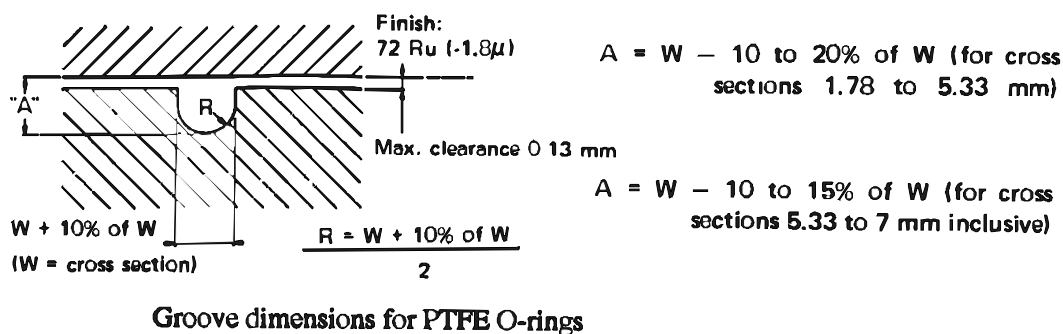 Finish:
72 Ru (-1.8μ)
"A"
R
Max. clearance 0 13 mm
W + 10% of W
(W = cross section)
R = W + 10% of W
2
A = W – 10 to 20% of W (for cross
sections 1.78 to 5.33 mm)
A = W – 10 to 15% of W (for cross
sections 5.33 to 7 mm inclusive)
Groove dimensions for PTFE O-rings